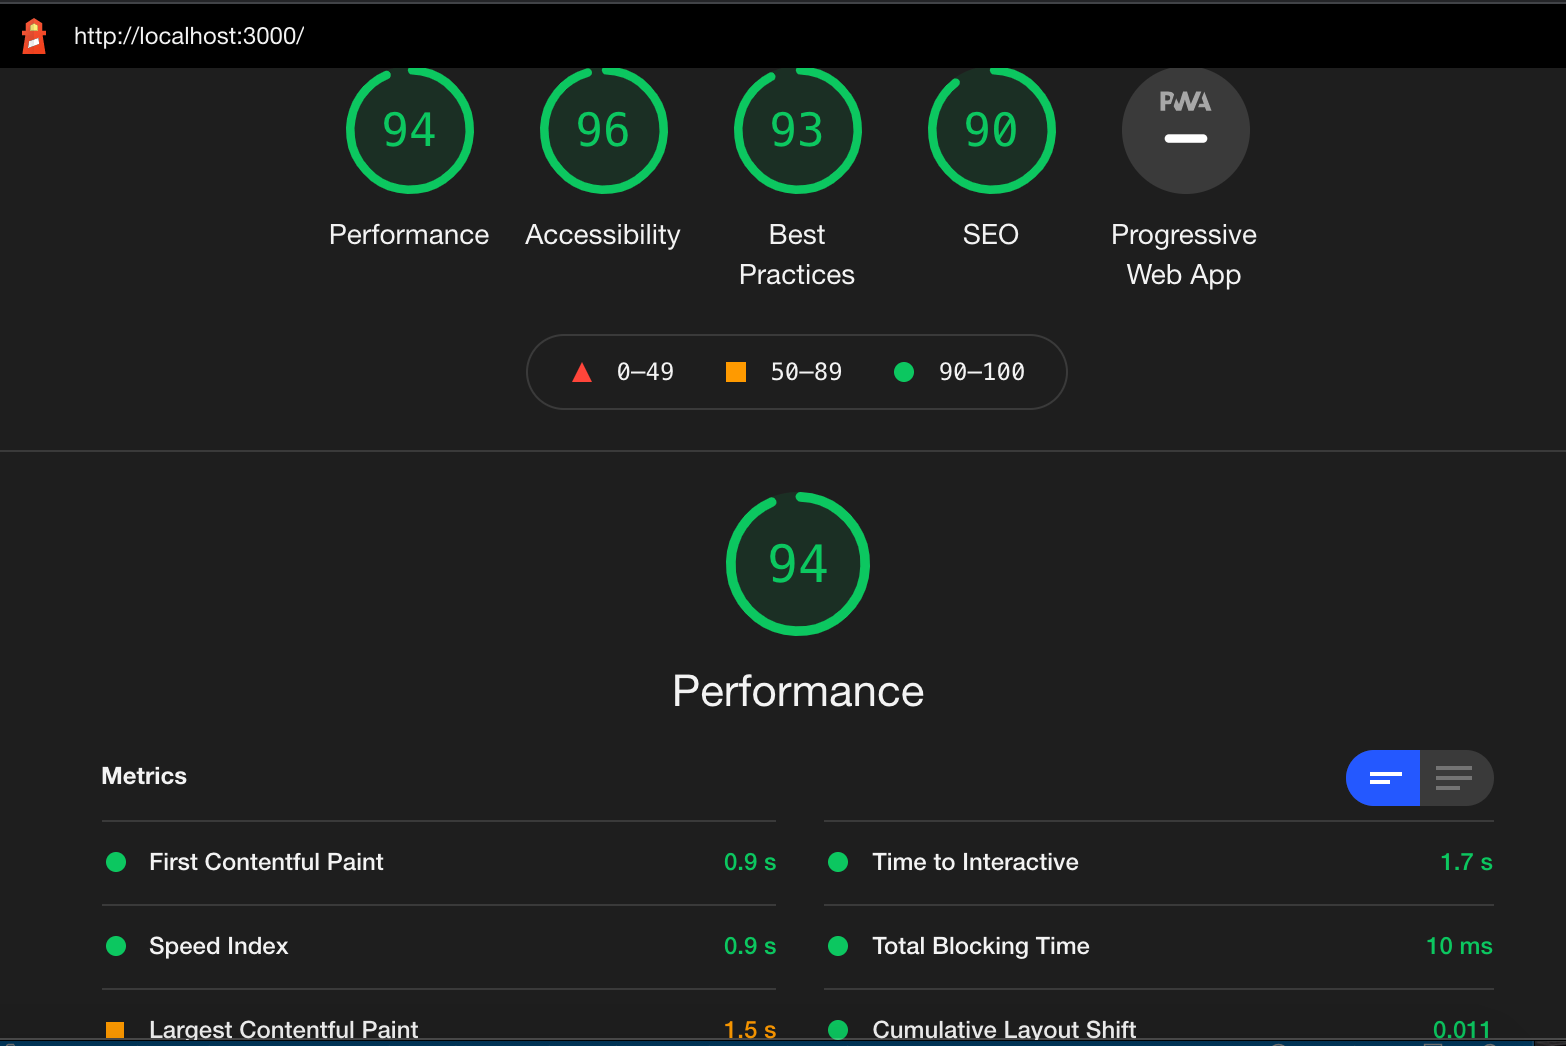 http://localhost:3000/
94 96 93 90 PWA
Performance Accessibility Best Practices SEO Progressive Web App
0–49 50–89 90–100
94
Performance
Metrics
First Contentful Paint 0.9 s
Time to Interactive 1.7 s
Speed Index 0.9 s
Total Blocking Time 10 ms
Largest Contentful Paint 1.5 s
Cumulative Layout Shift 0.011